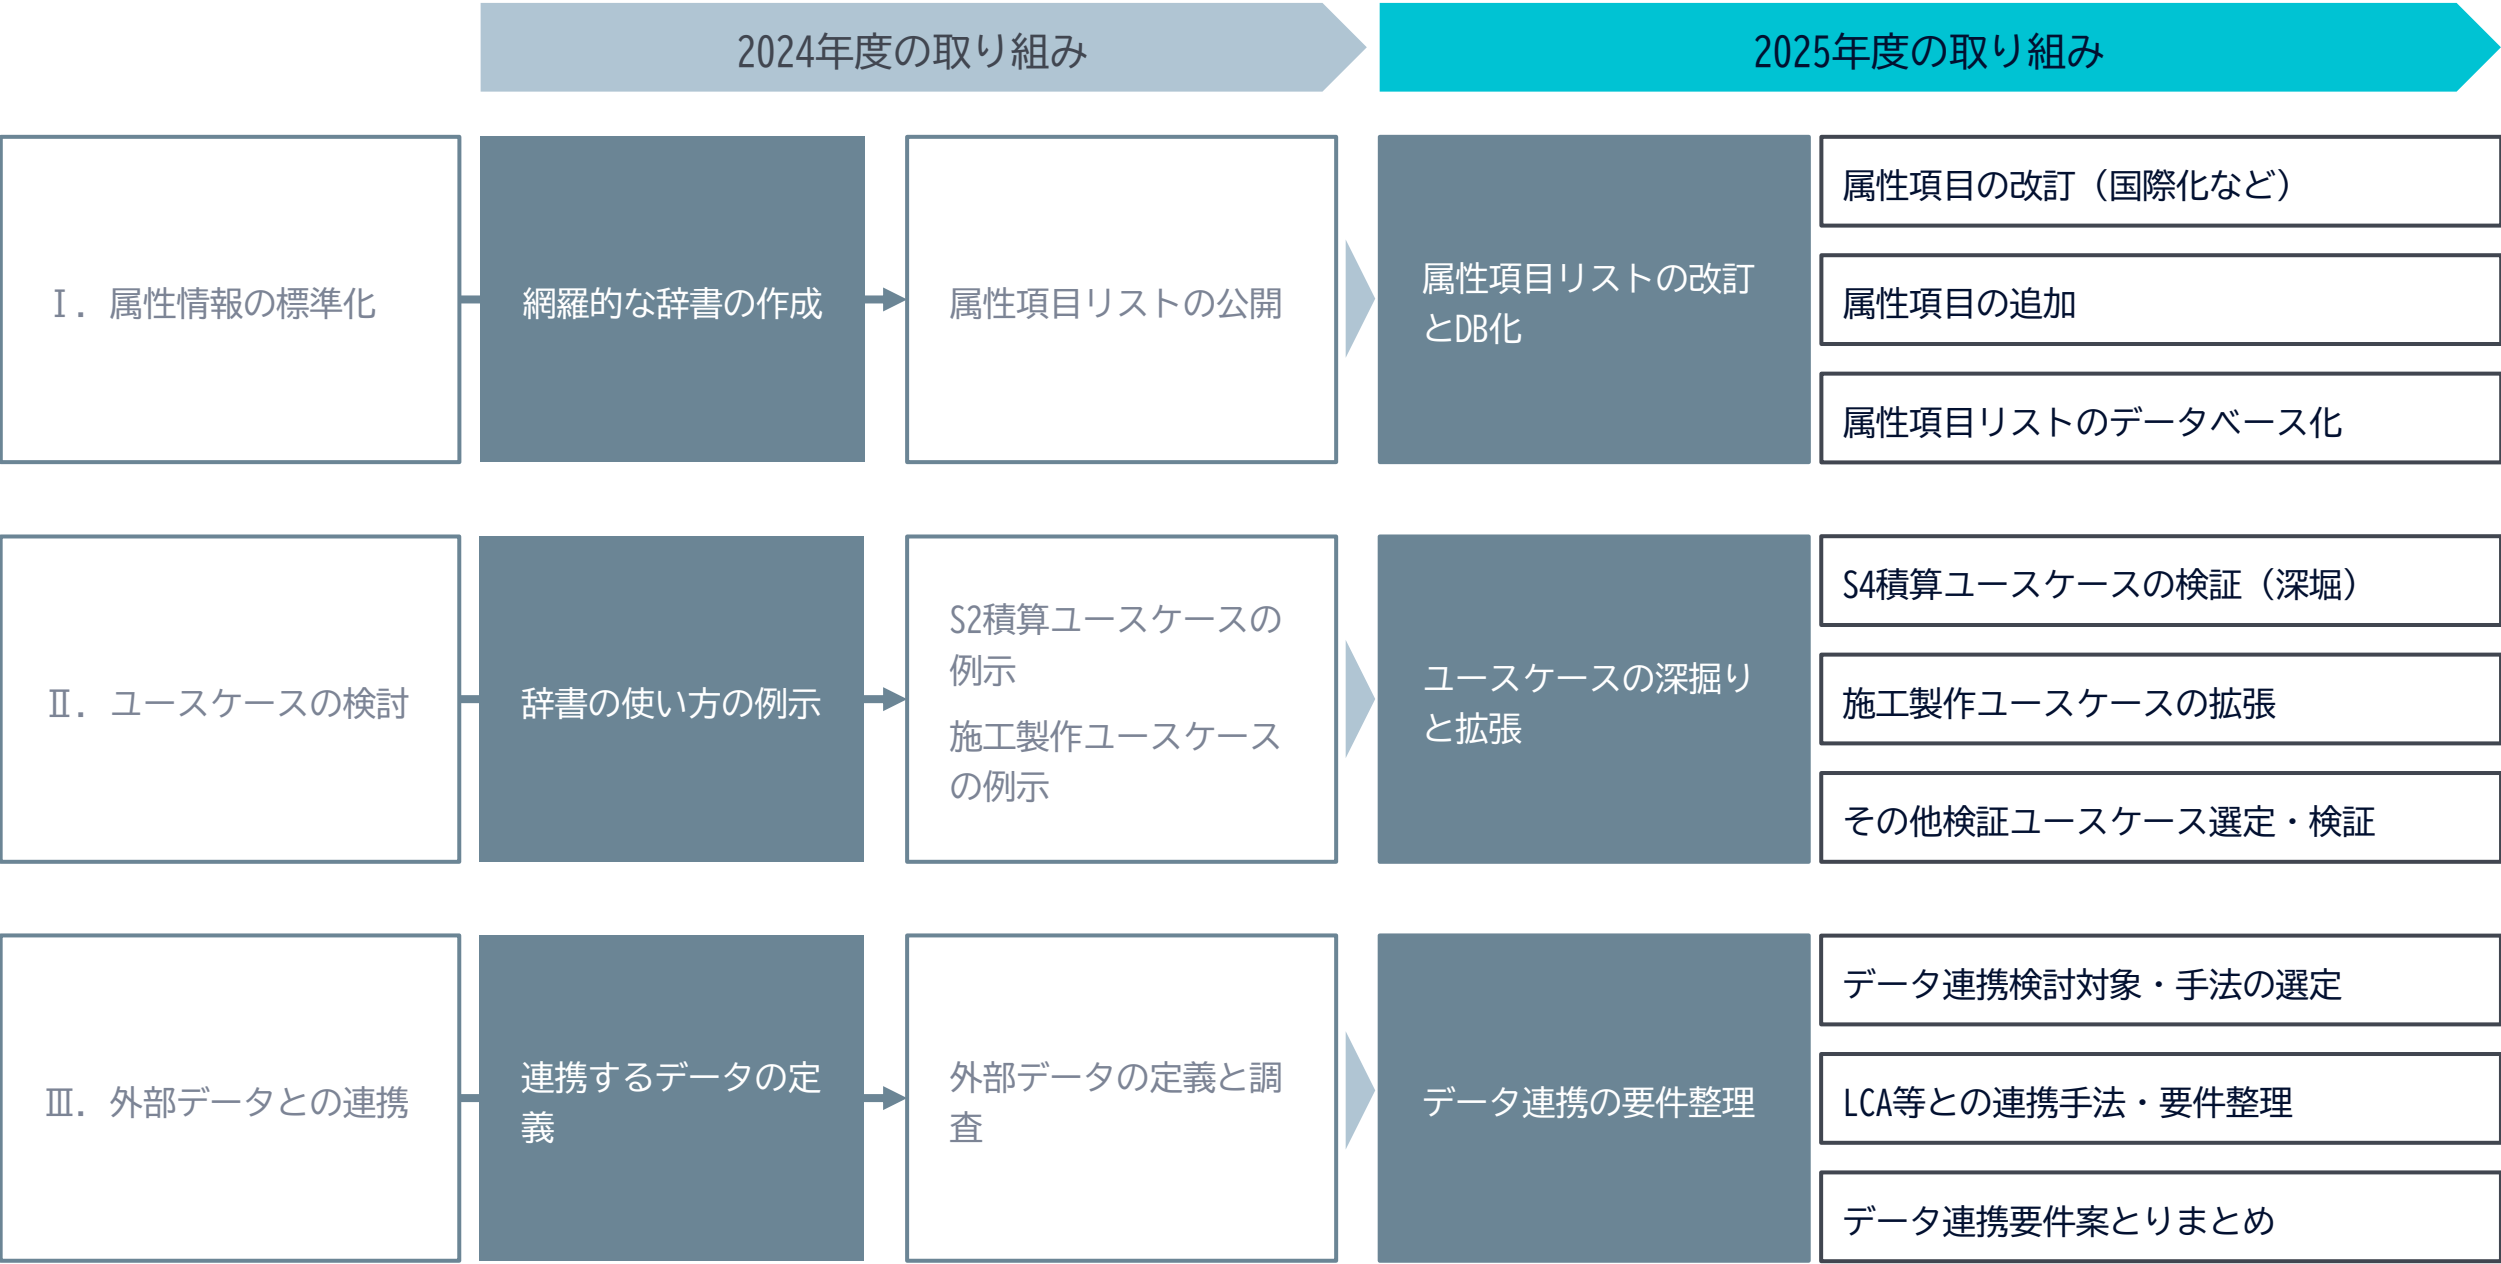 2024年度の取り組み
2025年度の取り組み
Ⅰ. 属性情報の標準化
網羅的な辞書の作成
属性項目リストの公開
属性項目リストの改訂
とDB化
属性項目の改訂（国際化など）
属性項目の追加
属性項目リストのデータベース化
Ⅱ. ユースケースの検討
辞書の使い方の例示
S2積算ユースケースの
例示
施工製作ユースケース
の例示
ユースケースの深掘り
と拡張
S4積算ユースケースの検証（深堀）
施工製作ユースケースの拡張
その他検証ユースケース選定・検証
Ⅲ. 外部データとの連携
連携するデータの定
義
外部データの定義と調
査
データ連携の要件整理
データ連携検討対象・手法の選定
LCA等との連携手法・要件整理
データ連携要件案とりまとめ